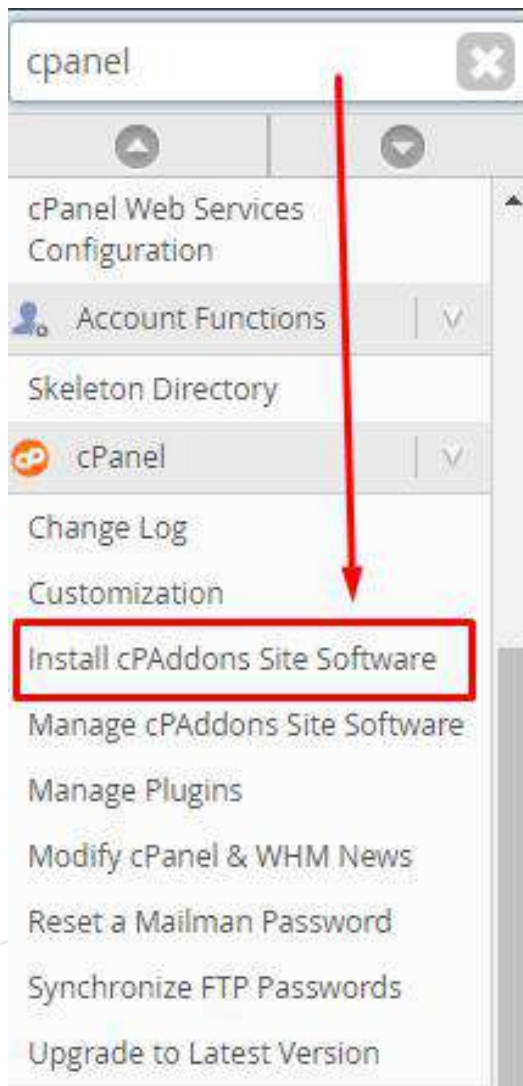 cpanel
cPanel Web Services
Configuration
Account Functions
Skeleton Directory
cPanel
Change Log
Customization
Install cPAddons Site Software
Manage cPAddons Site Software
Manage Plugins
Modify cPanel & WHM News
Reset a Mailman Password
Synchronize FTP Passwords
Upgrade to Latest Version